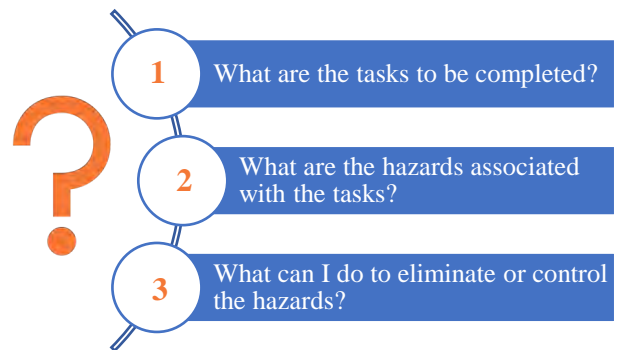 ?
1
What are the tasks to be completed?
2
What are the hazards associated
with the tasks?
3
What can I do to eliminate or control
the hazards?